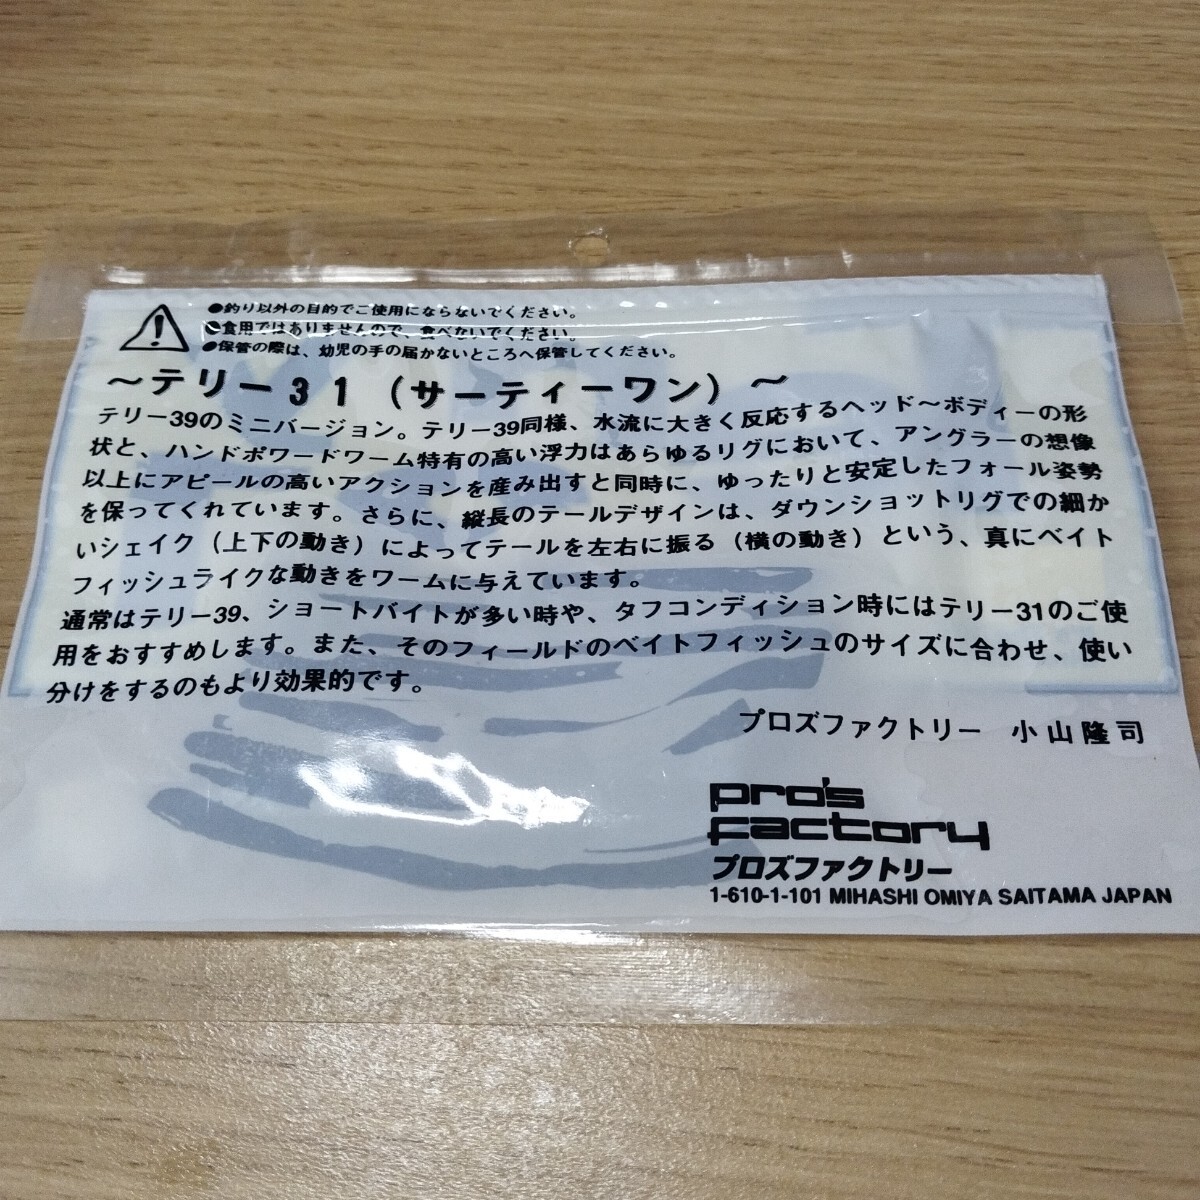 ●釣り以外の目的でご使用にならないでください。
●食用ではありませんので、食べないでください。
●保管の際は、幼児の手の届かないところへ保管してください。
～テリー31（サーティーワン）～
テリー39のミニバージョン。テリー39同様、水流に大きく反応するヘッド～ボディーの形
状と、ハンドポワードワーム特有の高い浮力はあらゆるリグにおいて、アングラーの想像
以上にアピールの高いアクションを産み出すと同時に、ゆったりと安定したフォール姿勢
を保ってくれています。さらに、縦長のテールデザインは、ダウンショットリグでの細か
いシェイク（上下の動き）によってテールを左右に振る（横の動き）という、真にベイト
フィッシュライクな動きをワームに与えています。
通常はテリー39、ショートバイトが多い時や、タフコンディション時にはテリー31のご使
用をおすすめします。また、そのフィールドのベイトフィッシュのサイズに合わせ、使い
分けをするのもより効果的です。
プロズファクトリー 小山隆司
pro's
factory
プロズファクトリー
1-610-1-101 MIHASHI OMIYA SAITAMA JAPAN